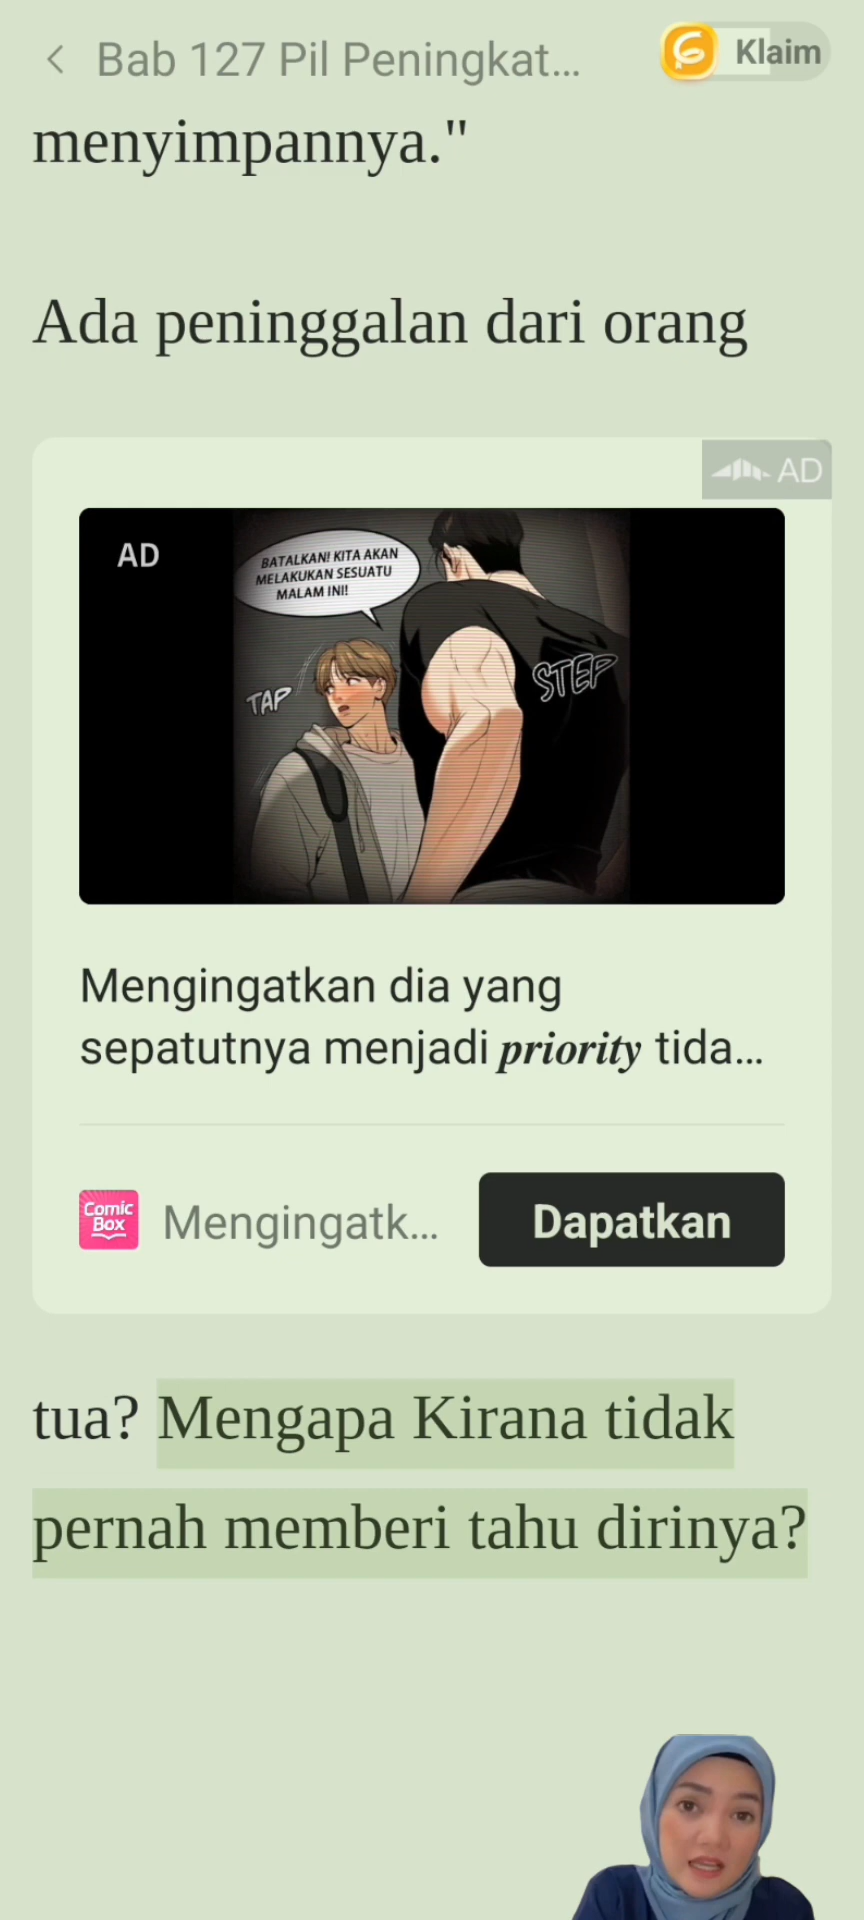 Bab 127 Pil Peningkat...
Klaim
menyimpannya."
Ada peninggalan dari orang
AD
AD
BATALKAN! KITA AKAN
MELAKUKAN SESUATU
MALAM INI!
TAP
STEP
Mengingatkan dia yang
sepatutnya menjadi priority tida...
Comic
Box
Mengingatk...
Dapatkan
tua? Mengapa Kirana tidak
pernah memberi tahu dirinya?